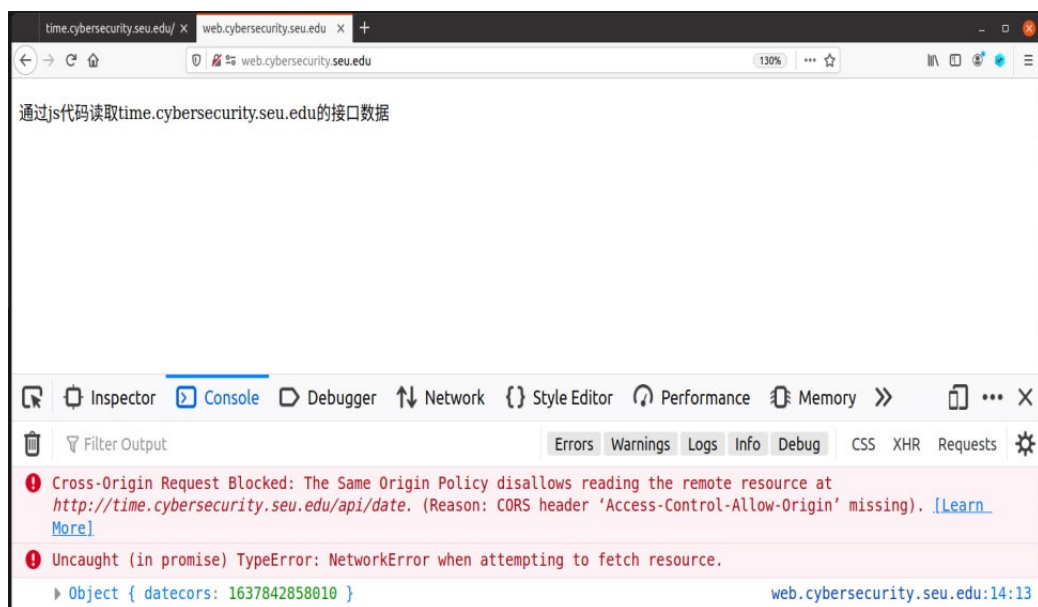 time.cybersecurity.seu.edu/ × web.cybersecurity.seu.edu × +
web.cybersecurity.seu.edu 130%
通过js代码读取time.cybersecurity.seu.edu的接口数据
Inspector Console Debugger Network {} Style Editor Performance Memory
Filter Output Errors Warnings Logs Info Debug CSS XHR Requests
Cross-Origin Request Blocked: The Same Origin Policy disallows reading the remote resource at
http://time.cybersecurity.seu.edu/api/date. (Reason: CORS header ‘Access-Control-Allow-Origin’ missing). [Learn
More]
Uncaught (in promise) TypeError: NetworkError when attempting to fetch resource.
Object { datecors: 1637842858010 } web.cybersecurity.seu.edu:14:13